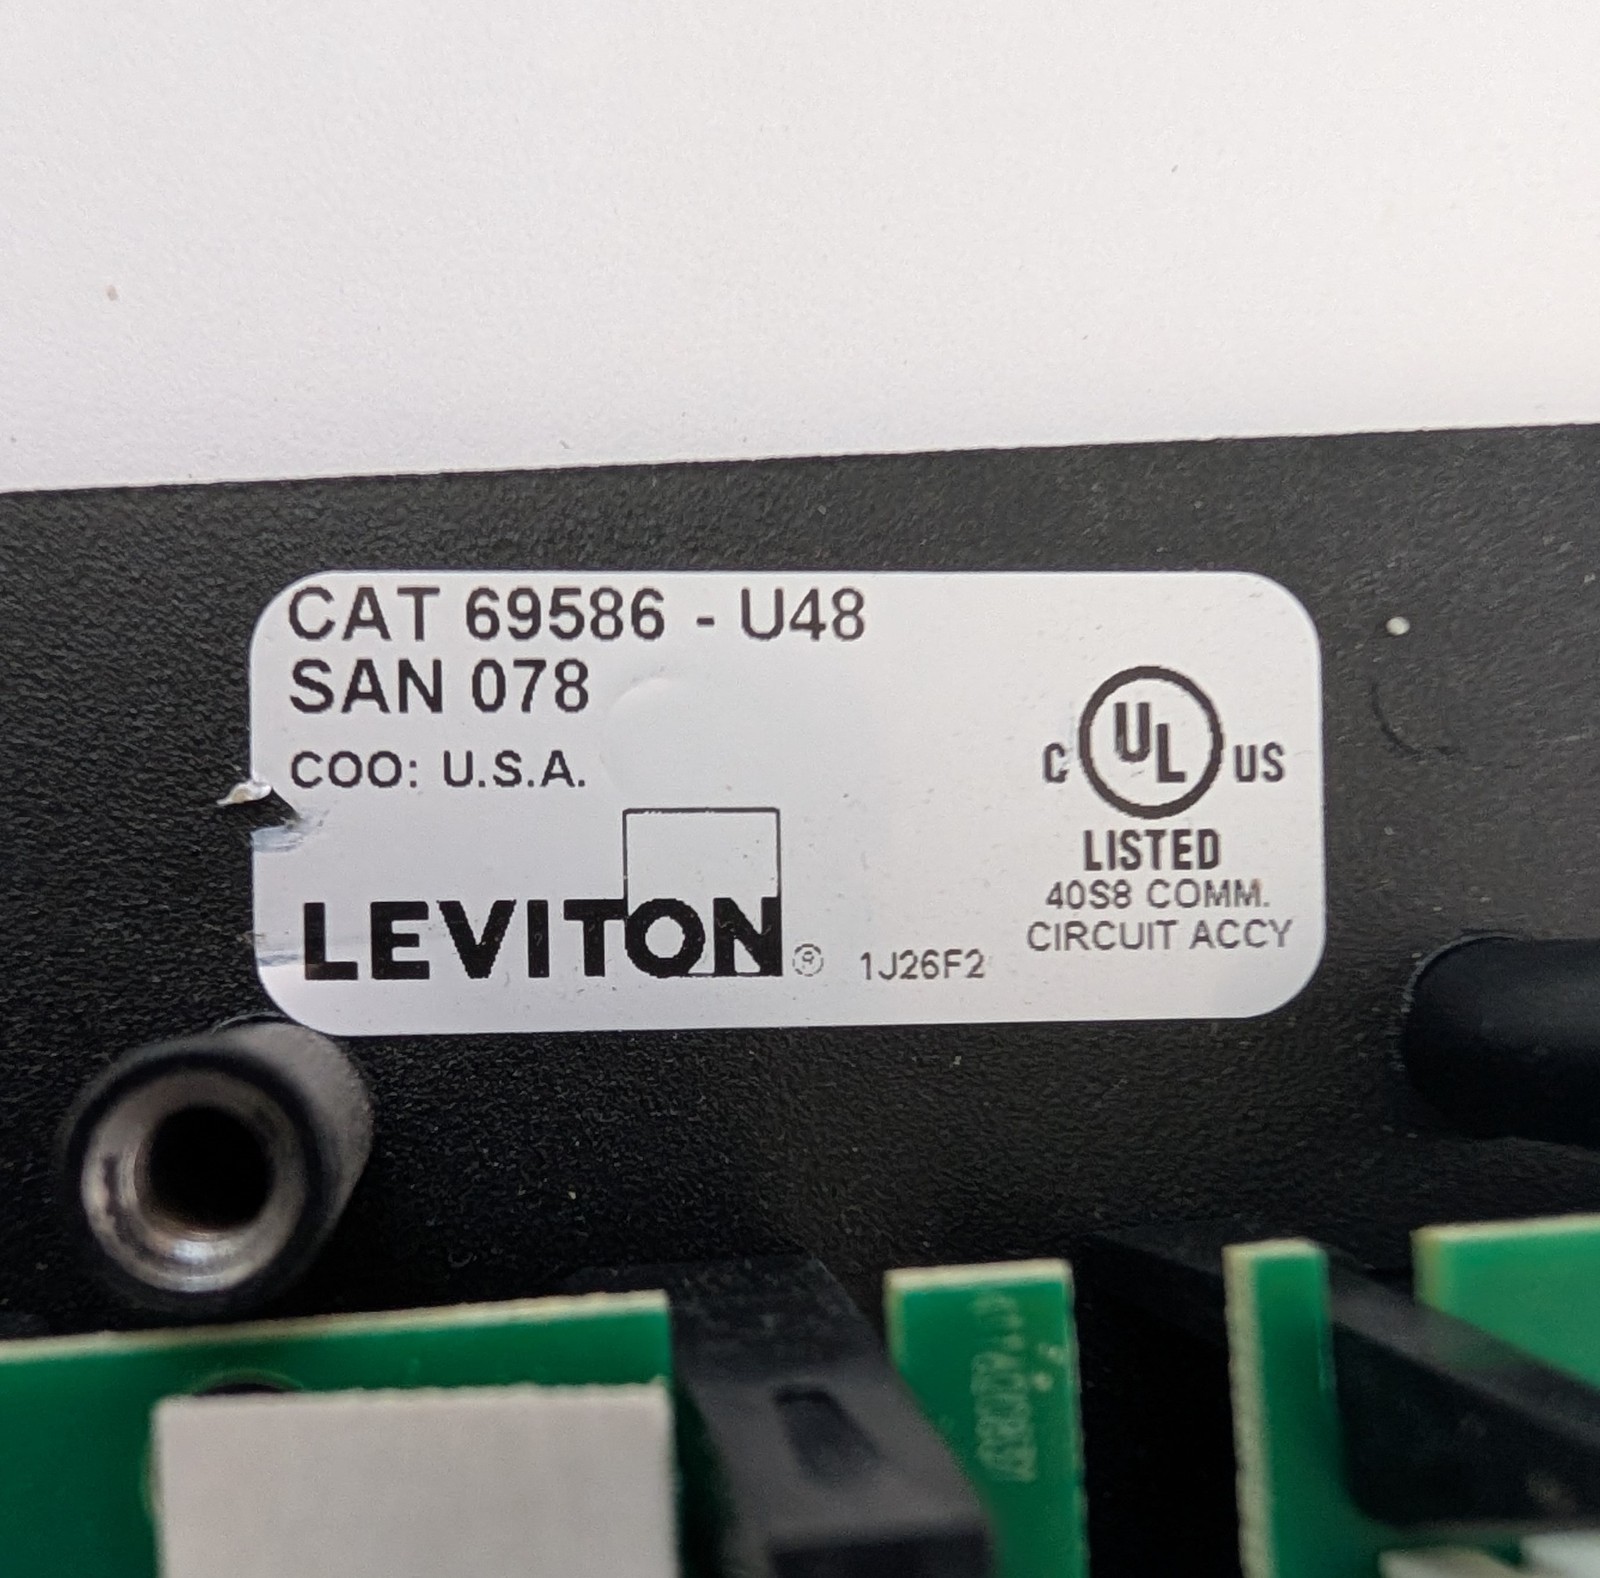 CAT 69586 - U48
SAN 078
COO: U.S.A.
LEVITON® 1J26F2
C UL US
LISTED
40S8 COMM.
CIRCUIT ACCY